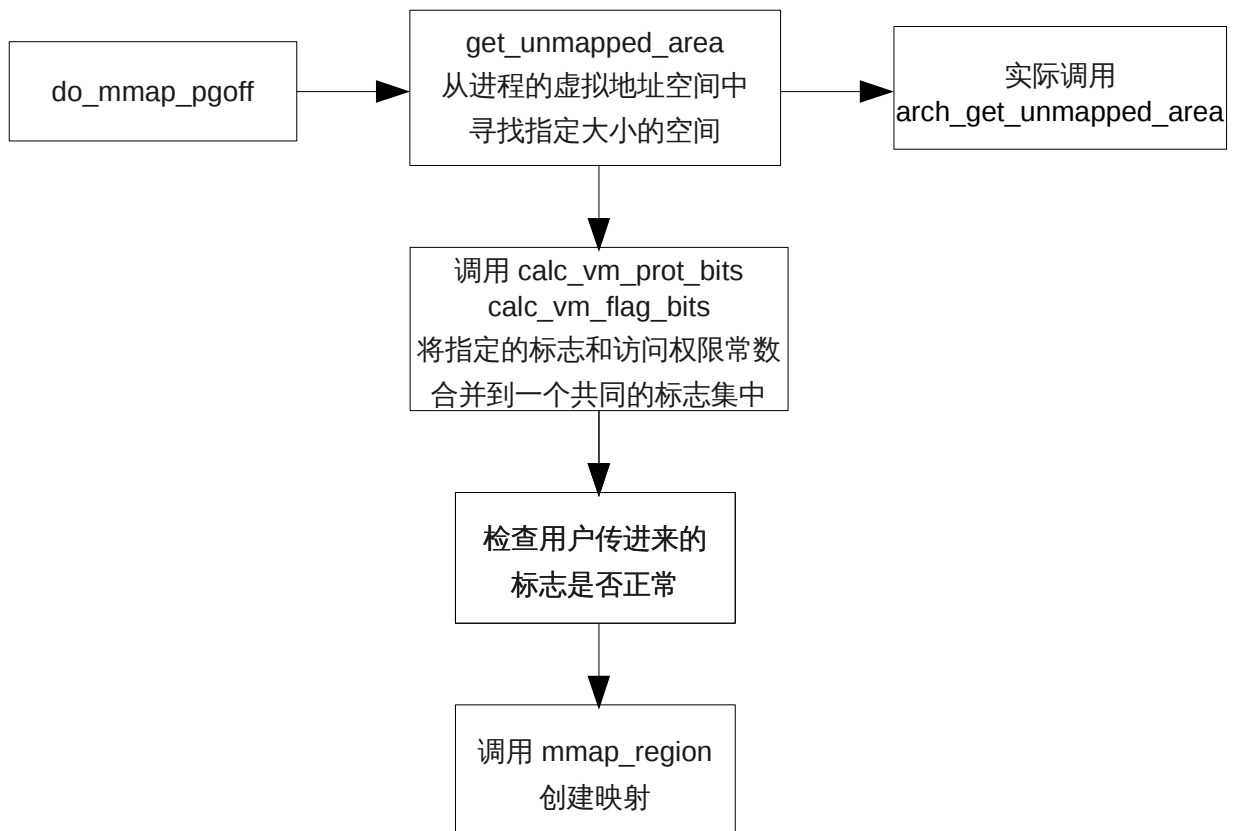 do_mmap_pgoff
get_unmapped_area
从进程的虚拟地址空间中
寻找指定大小的空间
实际调用
arch_get_unmapped_area
调用 calc_vm_prot_bits
calc_vm_flag_bits
将指定的标志和访问权限常数
合并到一个共同的标志集中
检查用户传进来的
标志是否正常
调用 mmap_region
创建映射